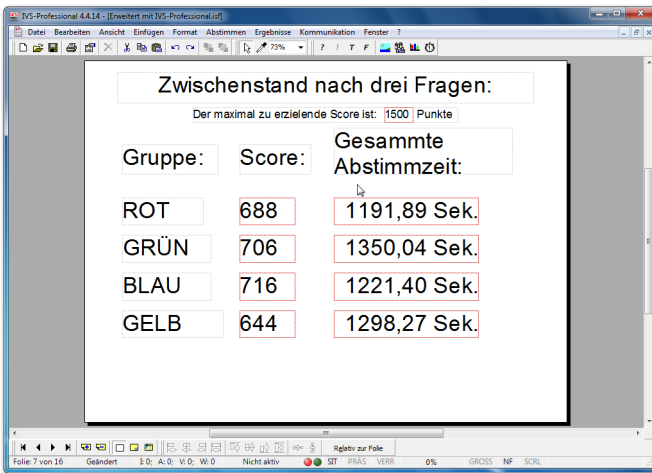 IVS-Professional 4.4.14 - [Erweitert mit IVS-Professional.isf]
Datei Bearbeiten Ansicht Einfügen Format Abstimmen Ergebnisse Kommunikation Fenster ?
73% ? ! T F
Zwischenstand nach drei Fragen:
Der maximal zu erzielende Score ist: 1500 Punkte
Gruppe: Score: Gesammte
Abstimmzeit:
ROT 688 1191,89 Sek.
GRÜN 706 1350,04 Sek.
BLAU 716 1221,40 Sek.
GELB 644 1298,27 Sek.
Relativ zur Folie
Folie: 7 von 16 Geändert I: 0; A: 0; V: 0; W: 0 Nicht aktiv SIT PRÄS VERR 0% GROSS NF SCRL